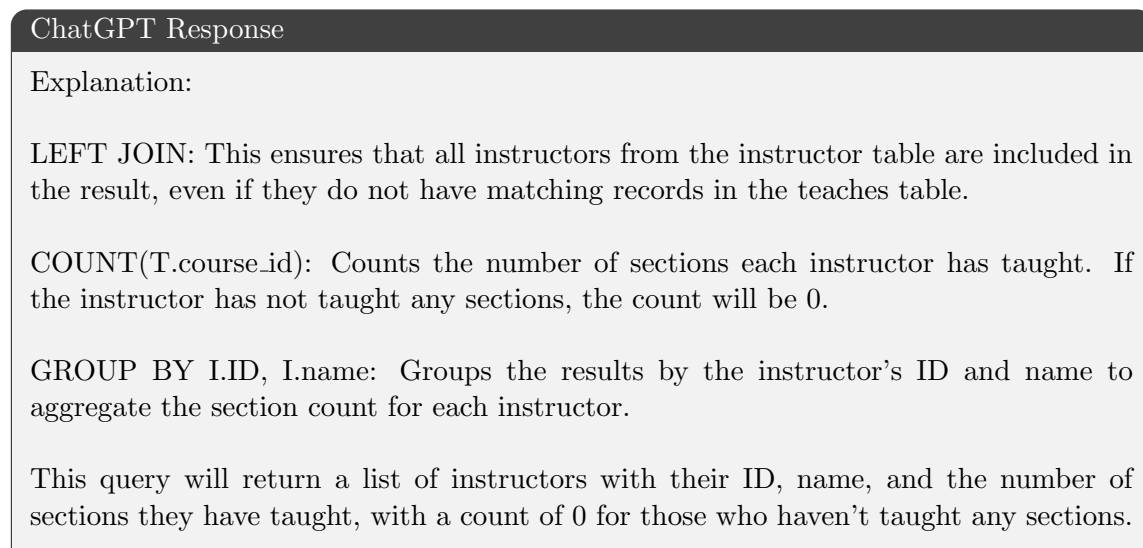 ChatGPT Response
Explanation:
LEFT JOIN: This ensures that all instructors from the instructor table are included in
the result, even if they do not have matching records in the teaches table.
COUNT(T.course_id): Counts the number of sections each instructor has taught. If
the instructor has not taught any sections, the count will be 0.
GROUP BY I.ID, I.name: Groups the results by the instructor's ID and name to
aggregate the section count for each instructor.
This query will return a list of instructors with their ID, name, and the number of
sections they have taught, with a count of 0 for those who haven't taught any sections.